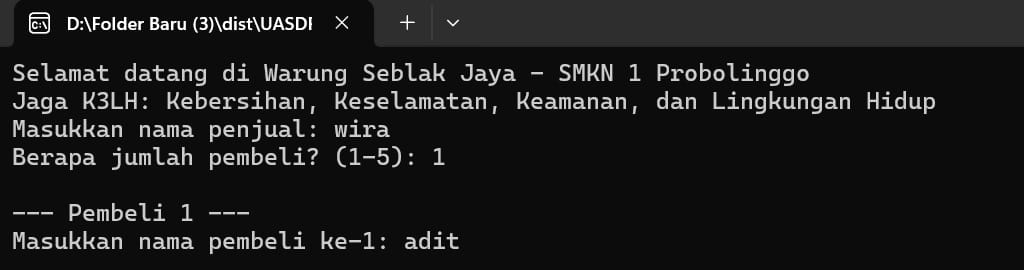 D:\Folder Baru (3)\dist\UASDF
Selamat datang di Warung Seblak Jaya - SMKN 1 Probolinggo
Jaga K3LH: Kebersihan, Keselamatan, Keamanan, dan Lingkungan Hidup
Masukkan nama penjual: wira
Berapa jumlah pembeli? (1-5): 1
--- Pembeli 1 ---
Masukkan nama pembeli ke-1: adit